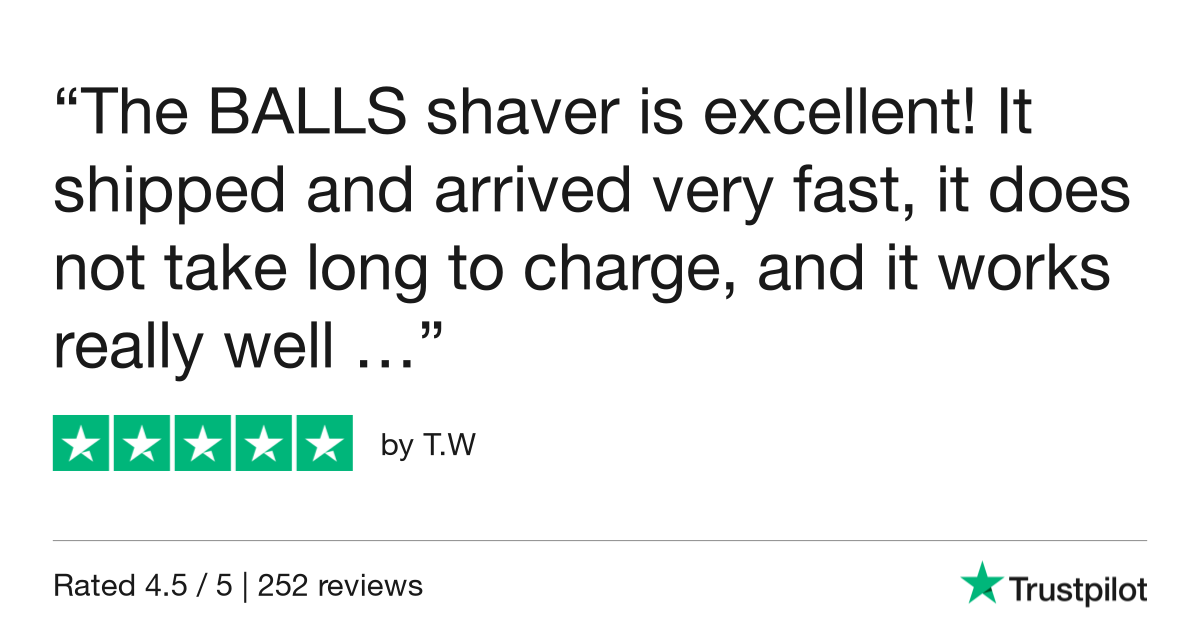 “The BALLS shaver is excellent! It
shipped and arrived very fast, it does
not take long to charge, and it works
really well …”
by T.W
Rated 4.5 / 5 | 252 reviews
Trustpilot